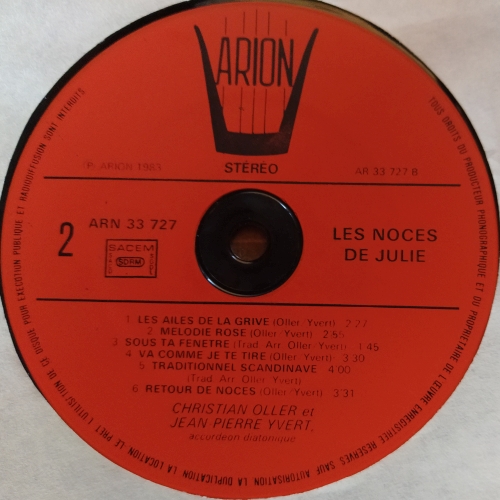 ARION
STÉRÉO
(P) ARION 1983
AR 33 727 B
2
ARN 33 727
SACEM
SDRM
LES NOCES
DE JULIE
1. LES AILES DE LA GRIVE (Oller/Yvert) 2'27
2. MELODIE ROSE (Oller/Yvert) 2'55
3. SOUS TA FENETRE (Trad. Arr. Oller/Yvert) 1'45
4. VA COMME JE TE TIRE (Oller/Yvert) 3'30
5. TRADITIONNEL SCANDINAVE 4'00
(Trad. Arr. Oller/Yvert)
6. RETOUR DE NOCES (Oller/Yvert) 3'31
CHRISTIAN OLLER et
JEAN PIERRE YVERT,
accordéon diatonique
TOUS DROITS DU PRODUCTEUR PHONOGRAPHIQUE ET DU PROPRIETAIRE DE L'ŒUVRE ENREGISTREE RESERVES SAUF AUTORISATION LA DUPLICATION LA LOCATION, LE PRET L'UTILISATION DE CE DISQUE POUR EXECUTION PUBLIQUE ET RADIODIFFUSION SONT INTERDITS